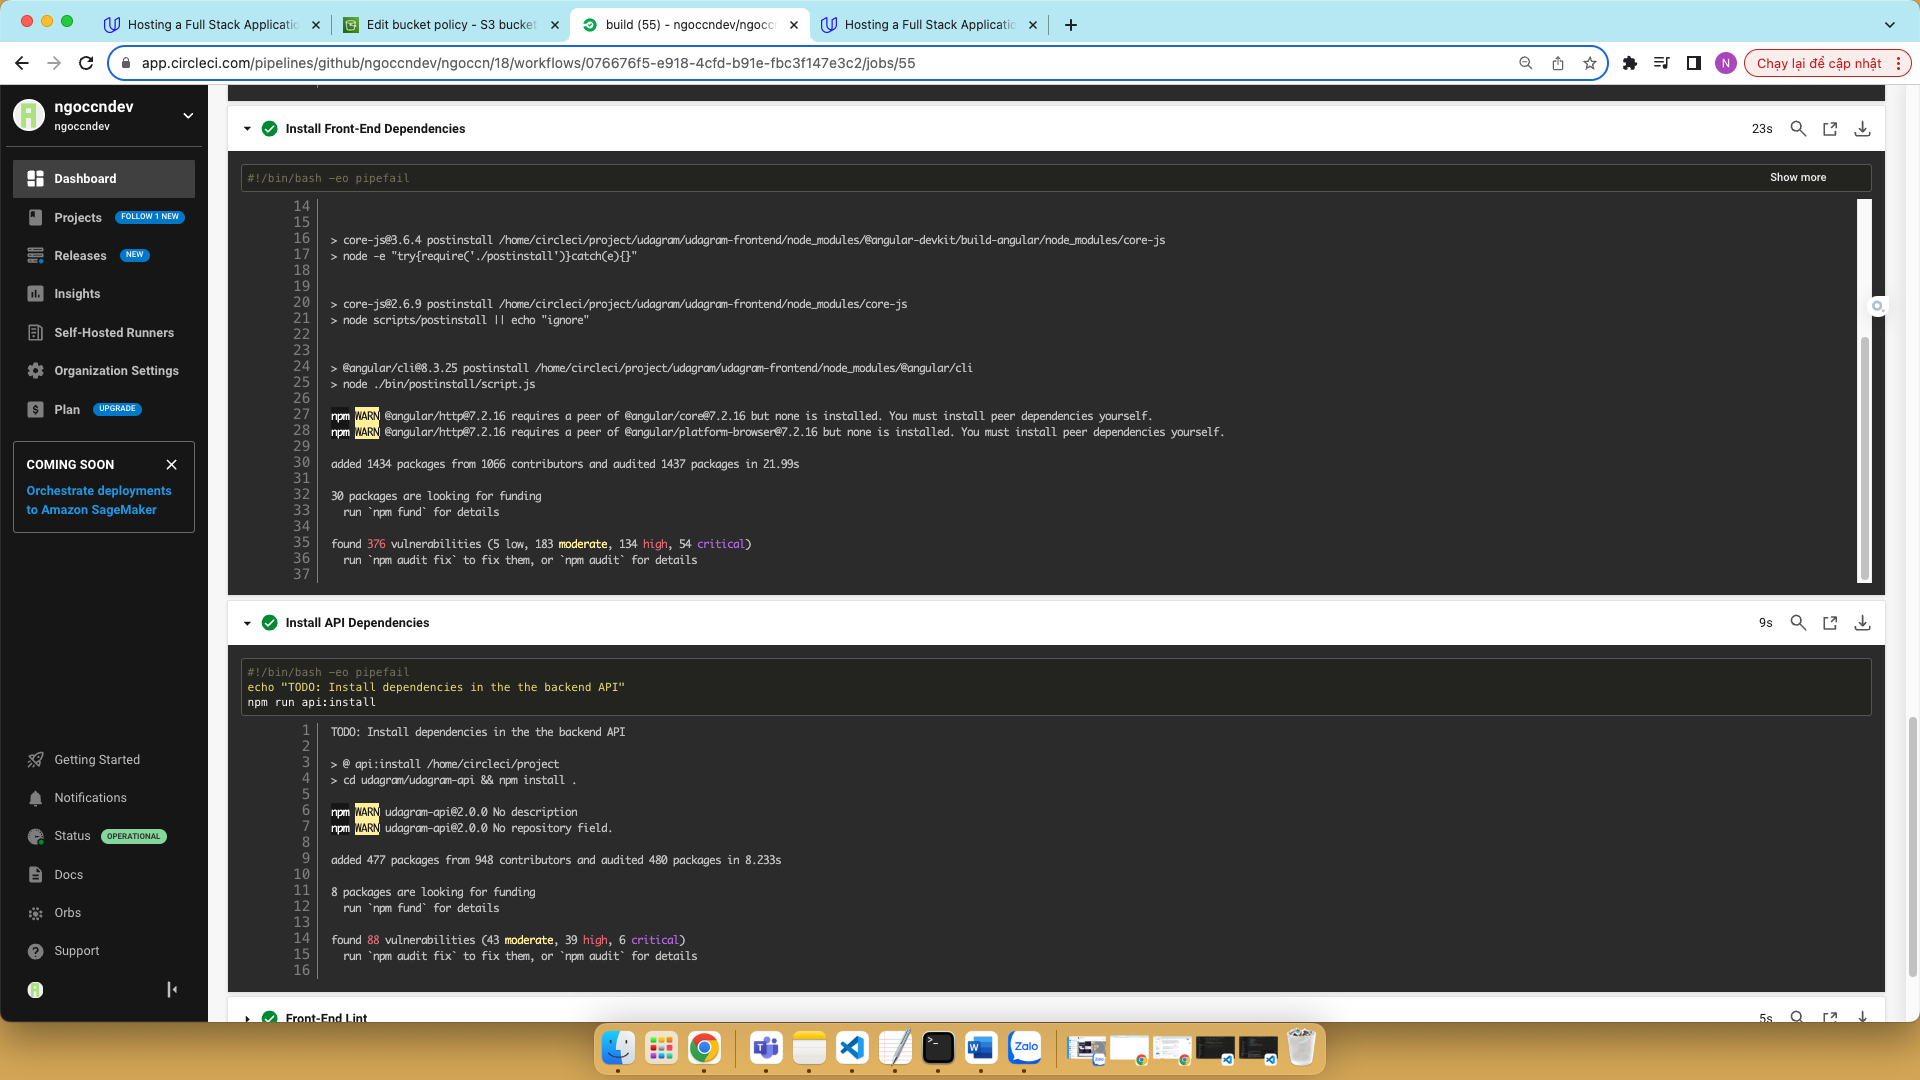 Hosting a Full Stack Applicatio
Edit bucket policy - S3 bucket
build (55) - ngoccndev/ngoccn
Hosting a Full Stack Applicatio
app.circleci.com/pipelines/github/ngoccndev/ngoccn/18/workflows/076676f5-e918-4cfd-b91e-fbc3f147e3c2/jobs/55
N
Chạy lại để cập nhật
ngoccndev
ngoccndev
Dashboard
Projects FOLLOW 1 NEW
Releases NEW
Insights
Self-Hosted Runners
Organization Settings
Plan UPGRADE
COMING SOON
Orchestrate deployments
to Amazon SageMaker
Getting Started
Notifications
Status OPERATIONAL
Docs
Orbs
Support
Install Front-End Dependencies 23s
#!/bin/bash -eo pipefail Show more
14
15
16 > core-js@3.6.4 postinstall /home/circleci/project/udagram/udagram-frontend/node_modules/@angular-devkit/build-angular/node_modules/core-js
17 > node -e "try{require('./postinstall')}catch(e){}"
18
19
20 > core-js@2.6.9 postinstall /home/circleci/project/udagram/udagram-frontend/node_modules/core-js
21 > node scripts/postinstall || echo "ignore"
22
23
24 > @angular/cli@8.3.25 postinstall /home/circleci/project/udagram/udagram-frontend/node_modules/@angular/cli
25 > node ./bin/postinstall/script.js
26
27 npm WARN @angular/http@7.2.16 requires a peer of @angular/core@7.2.16 but none is installed. You must install peer dependencies yourself.
28 npm WARN @angular/http@7.2.16 requires a peer of @angular/platform-browser@7.2.16 but none is installed. You must install peer dependencies yourself.
29
30 added 1434 packages from 1066 contributors and audited 1437 packages in 21.99s
31
32 30 packages are looking for funding
33 run `npm fund` for details
34
35 found 376 vulnerabilities (5 low, 183 moderate, 134 high, 54 critical)
36 run `npm audit fix` to fix them, or `npm audit` for details
37
Install API Dependencies 9s
#!/bin/bash -eo pipefail
echo "TODO: Install dependencies in the the backend API"
npm run api:install
1 TODO: Install dependencies in the the backend API
2
3 > @ api:install /home/circleci/project
4 > cd udagram/udagram-api && npm install .
5
6 npm WARN udagram-api@2.0.0 No description
7 npm WARN udagram-api@2.0.0 No repository field.
8
9 added 477 packages from 948 contributors and audited 480 packages in 8.233s
10
11 8 packages are looking for funding
12 run `npm fund` for details
13
14 found 88 vulnerabilities (43 moderate, 39 high, 6 critical)
15 run `npm audit fix` to fix them, or `npm audit` for details
16
Front-End Lint 5s
Zalo